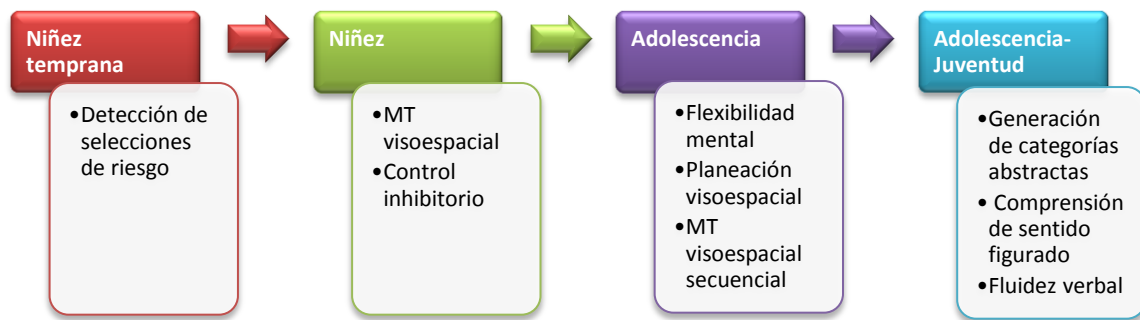 Niñez
temprana
•Detección de
selecciones
de riesgo
Niñez
•MT
visoespacial
•Control
inhibitorio
Adolescencia
•Flexibilidad
mental
•Planeación
visoespacial
•MT
visoespacial
secuencial
Adolescencia-
Juventud
•Generación
de categorías
abstractas
• Comprensión
de sentido
figurado
•Fluidez verbal